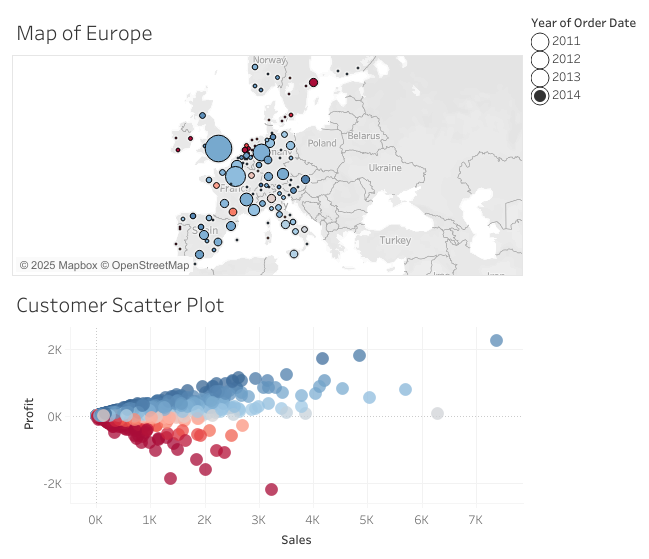 Map of Europe
Year of Order Date
2011
2012
2013
2014
Norway
Poland
Belarus
Ukraine
France
Turkey
© 2025 Mapbox © OpenStreetMap
Customer Scatter Plot
2K
0K
-2K
Profit
0K 1K 2K 3K 4K 5K 6K 7K
Sales